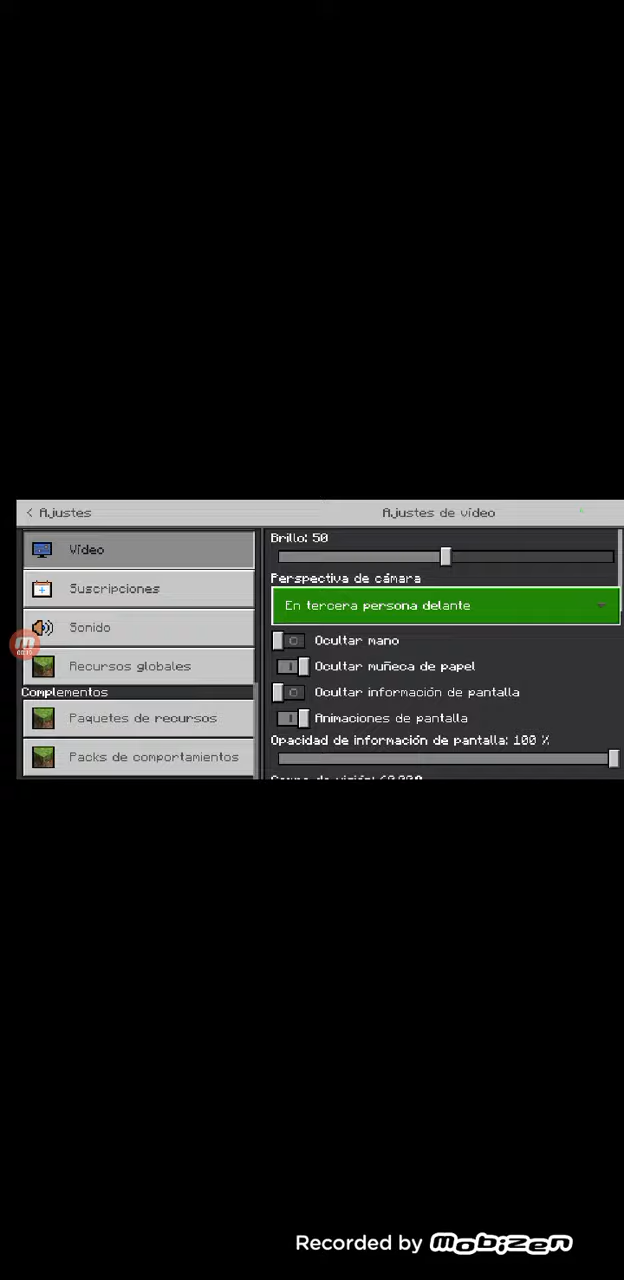 < Ajustes
Ajustes de vídeo
Vídeo
Suscripciones
Sonido
Recursos globales
Complementos
Paquetes de recursos
Packs de comportamientos
Brillo: 50
Perspectiva de cámara
En tercera persona delante
Ocultar mano
Ocultar muñeca de papel
Ocultar información de pantalla
Animaciones de pantalla
Opacidad de información de pantalla: 100 %
Recorded by mobizen